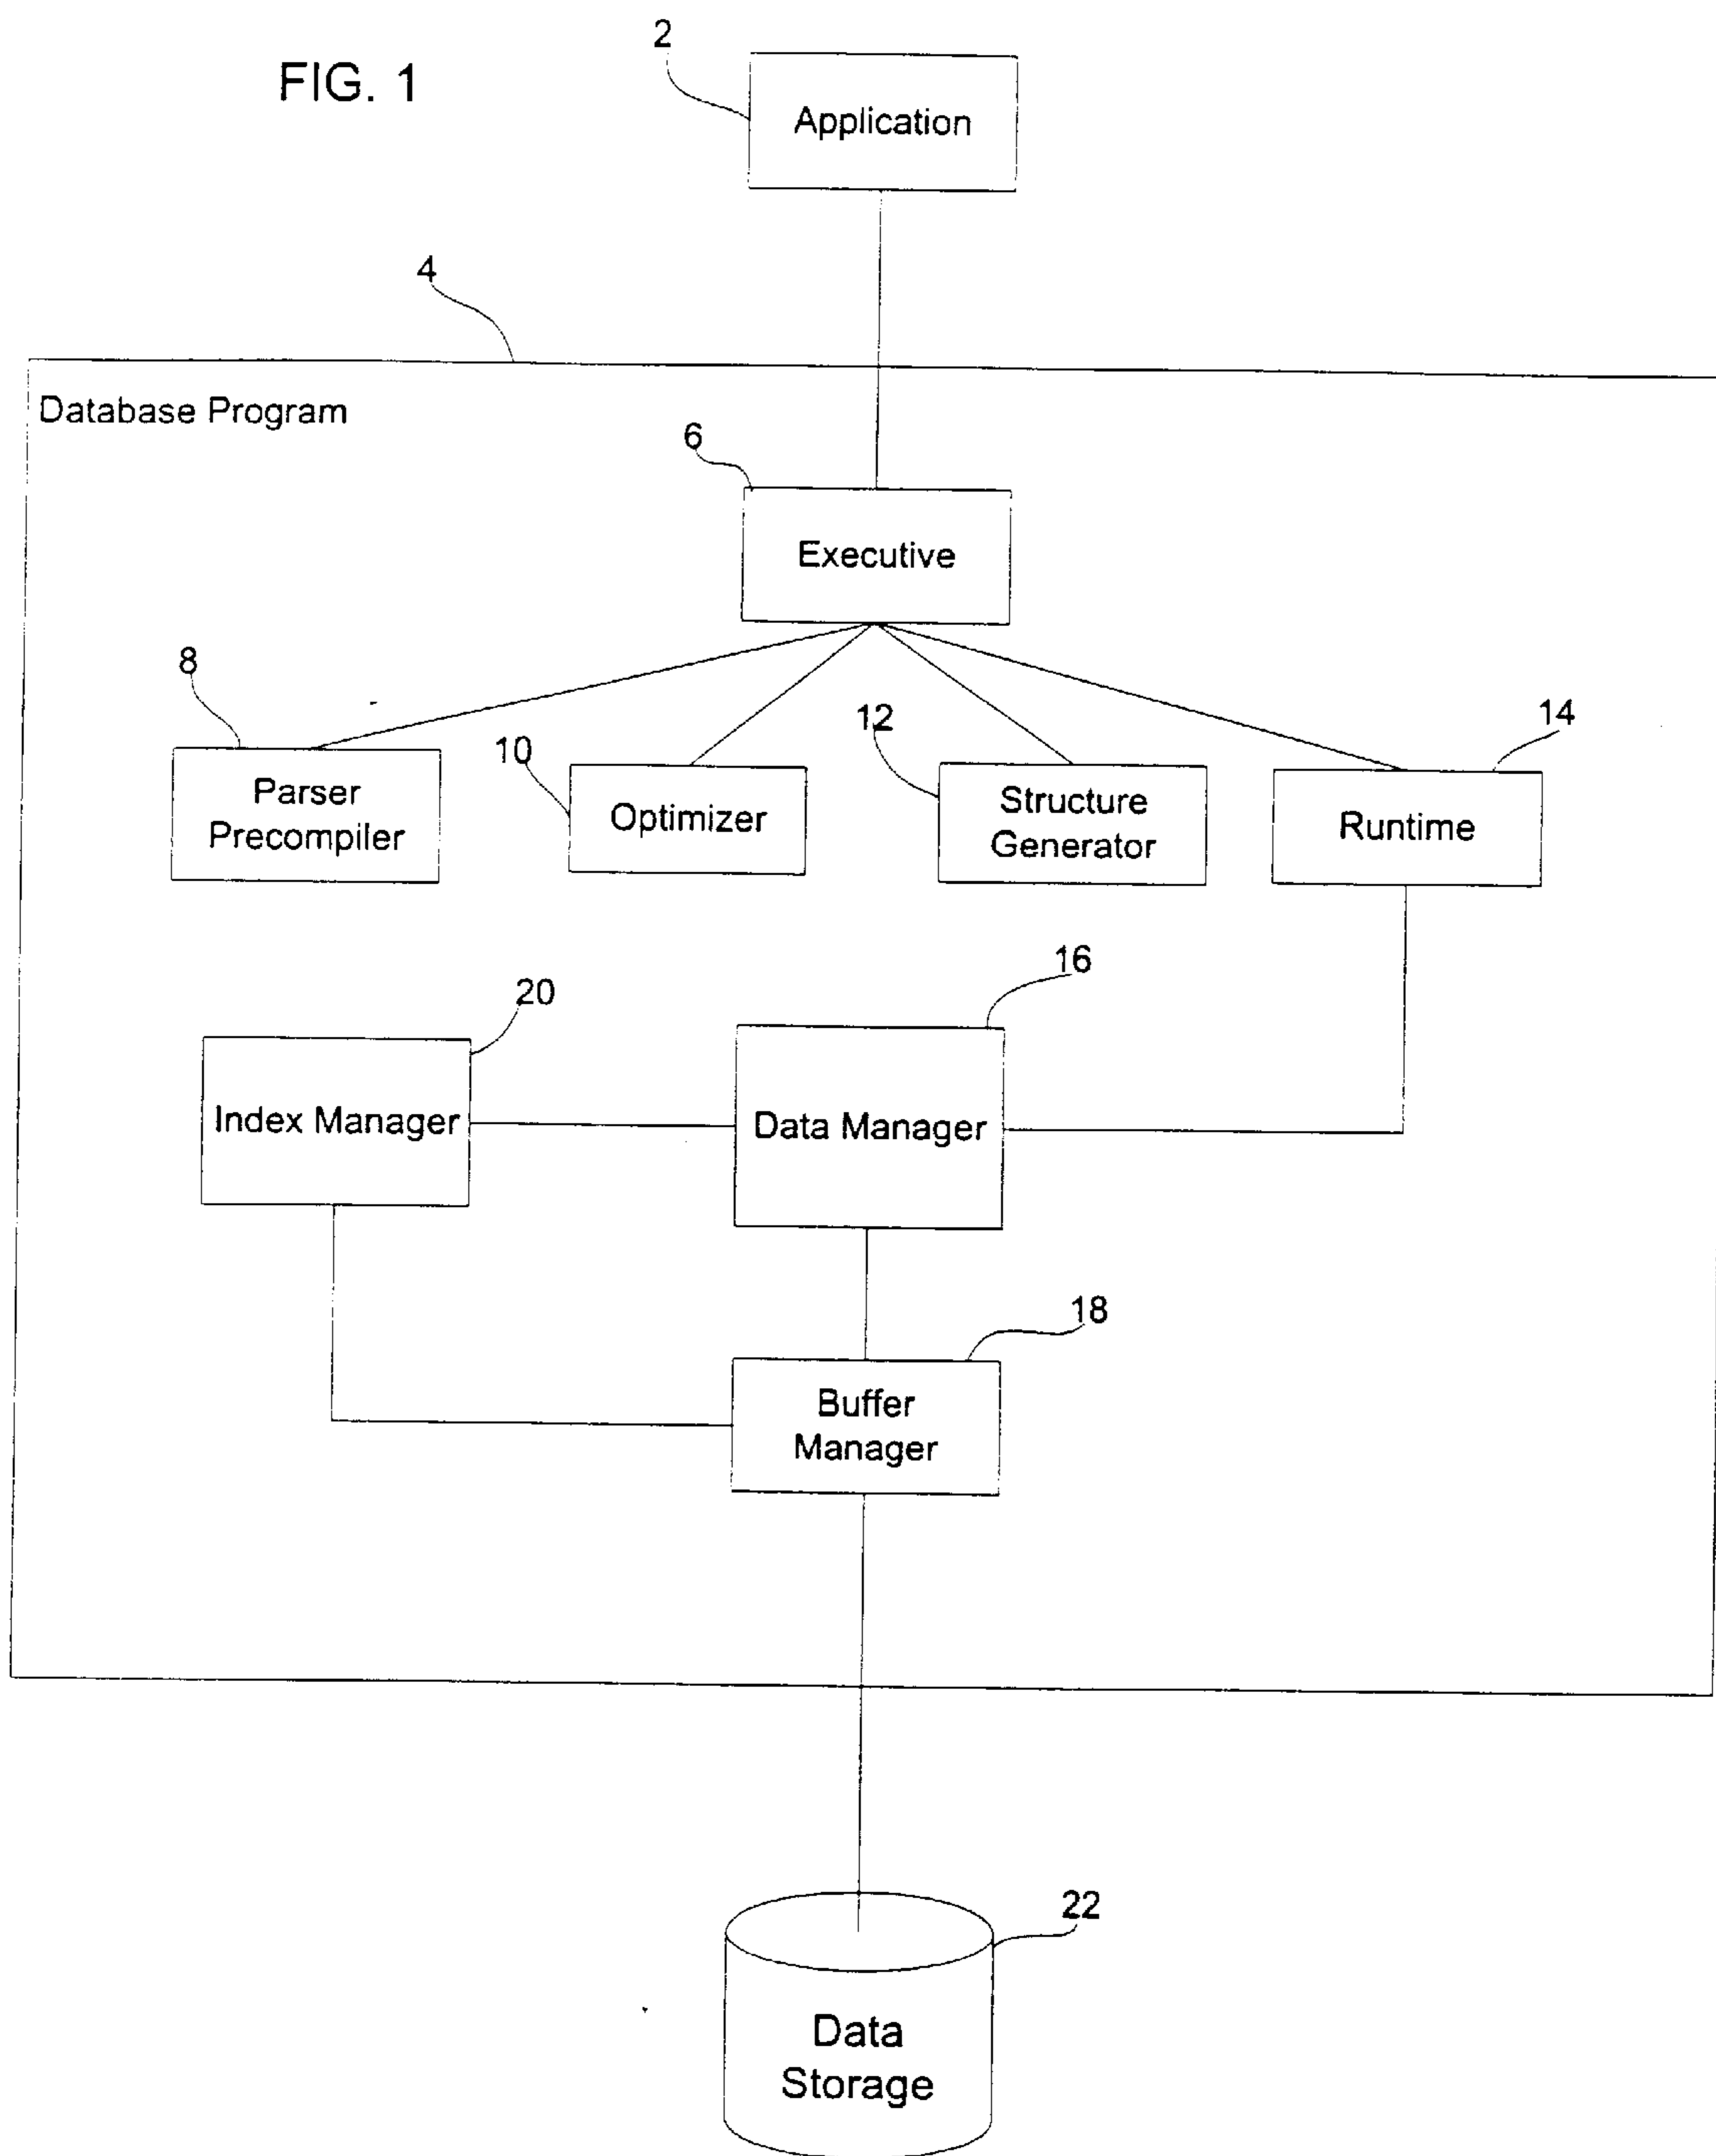 FIG. 1
2
Application
4
Database Program
6
Executive
8
10
12
14
Parser
Precompiler
Optimizer
Structure
Generator
Runtime
20
16
Index Manager
Data Manager
18
Buffer
Manager
22
Data
Storage